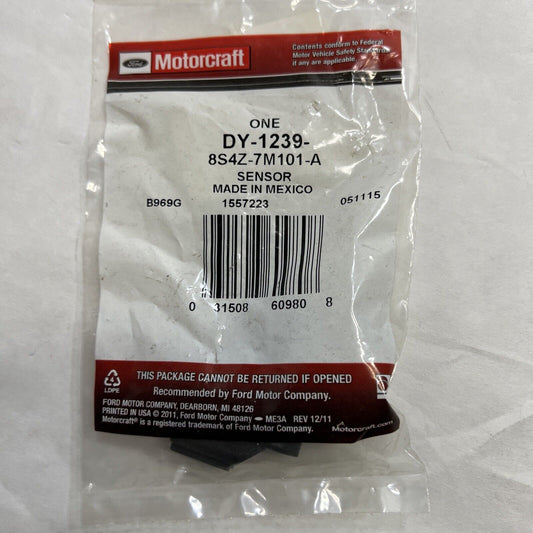 Ford
Motorcraft
Contents conform to Federal
Motor Vehicle Safety Standards
if any are applicable.
ONE
DY-1239-
8S4Z-7M101-A
SENSOR
MADE IN MEXICO
B969G 1557223 051115
0 31508 60980 8
THIS PACKAGE CANNOT BE RETURNED IF OPENED
Recommended by Ford Motor Company.
LDPE
FORD MOTOR COMPANY, DEARBORN, MI 48126
PRINTED IN USA © 2011, Ford Motor Company ME3A REV 12/11
Motorcraft® is a registered trademark of Ford Motor Company.
Motorcraft.com